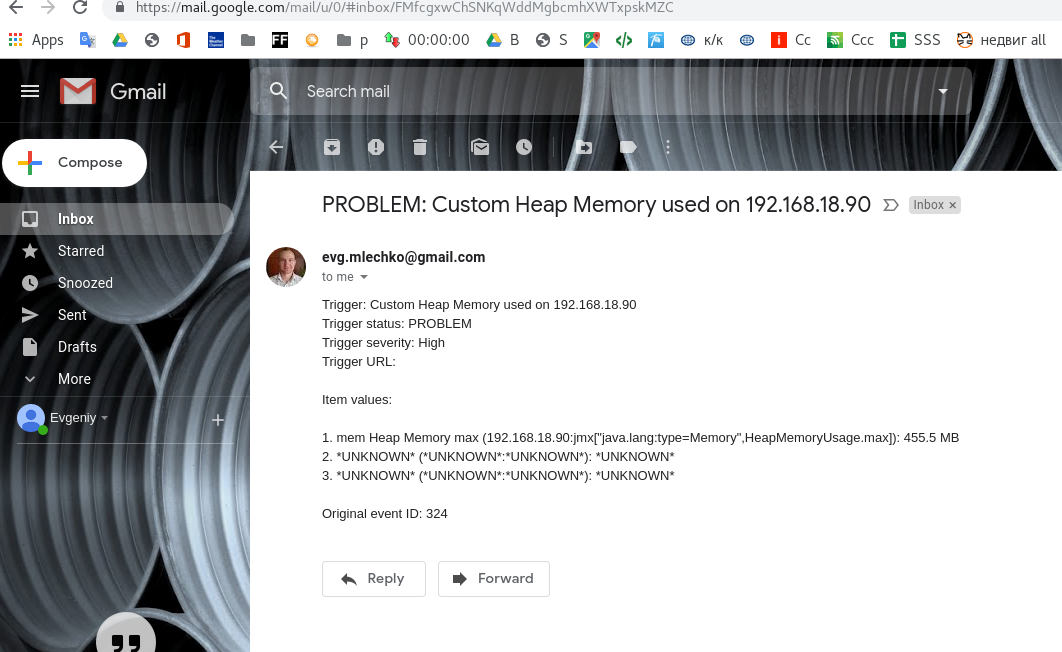 https://mail.google.com/mail/u/0/#inbox/FMfcgxwChSNKqWddMgbcmhXWTxpskMZC
Apps FF p 00:00:00 B S </> к/к Cc Ccc SSS недвиг all
Gmail
Search mail
Compose
PROBLEM: Custom Heap Memory used on 192.168.18.90 Inbox ×
Inbox
Starred
Snoozed
Sent
Drafts
More
Evgeniy
evg.mlechko@gmail.com
to me
Trigger: Custom Heap Memory used on 192.168.18.90
Trigger status: PROBLEM
Trigger severity: High
Trigger URL:
Item values:
1. mem Heap Memory max (192.168.18.90:jmx["java.lang:type=Memory",HeapMemoryUsage.max]): 455.5 MB
2. *UNKNOWN* (*UNKNOWN*:*UNKNOWN*): *UNKNOWN*
3. *UNKNOWN* (*UNKNOWN*:*UNKNOWN*): *UNKNOWN*
Original event ID: 324
Reply Forward